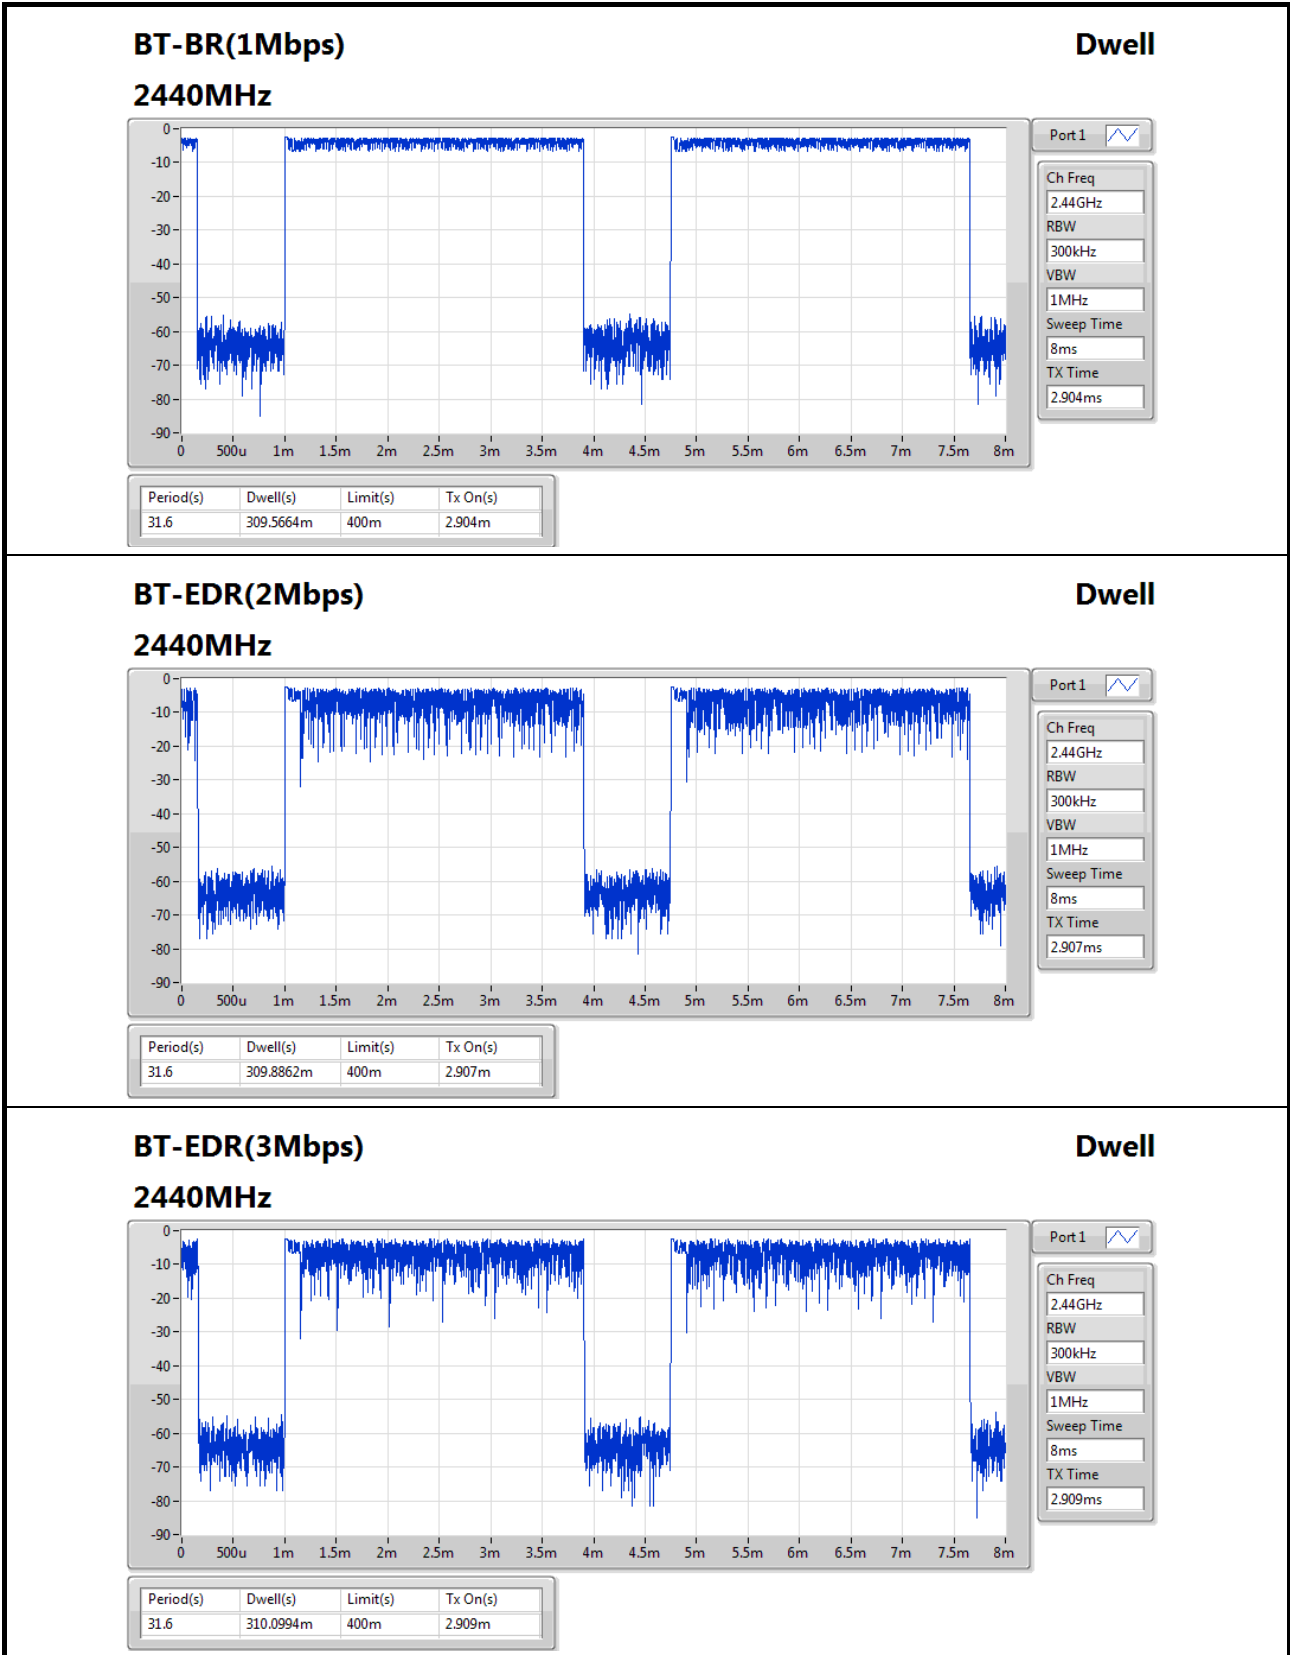 BT-BR(1Mbps) Dwell
2440MHz
Port 1
0
-10
-20
-30
-40
-50
-60
-70
-80
-90
0 500u 1m 1.5m 2m 2.5m 3m 3.5m 4m 4.5m 5m 5.5m 6m 6.5m 7m 7.5m 8m
Ch Freq
2.44GHz
RBW
300kHz
VBW
1MHz
Sweep Time
8ms
TX Time
2.904ms
Period(s) Dwell(s) Limit(s) Tx On(s)
31.6 309.5664m 400m 2.904m
BT-EDR(2Mbps) Dwell
2440MHz
Port 1
0
-10
-20
-30
-40
-50
-60
-70
-80
-90
0 500u 1m 1.5m 2m 2.5m 3m 3.5m 4m 4.5m 5m 5.5m 6m 6.5m 7m 7.5m 8m
Ch Freq
2.44GHz
RBW
300kHz
VBW
1MHz
Sweep Time
8ms
TX Time
2.907ms
Period(s) Dwell(s) Limit(s) Tx On(s)
31.6 309.8862m 400m 2.907m
BT-EDR(3Mbps) Dwell
2440MHz
Port 1
0
-10
-20
-30
-40
-50
-60
-70
-80
-90
0 500u 1m 1.5m 2m 2.5m 3m 3.5m 4m 4.5m 5m 5.5m 6m 6.5m 7m 7.5m 8m
Ch Freq
2.44GHz
RBW
300kHz
VBW
1MHz
Sweep Time
8ms
TX Time
2.909ms
Period(s) Dwell(s) Limit(s) Tx On(s)
31.6 310.0994m 400m 2.909m